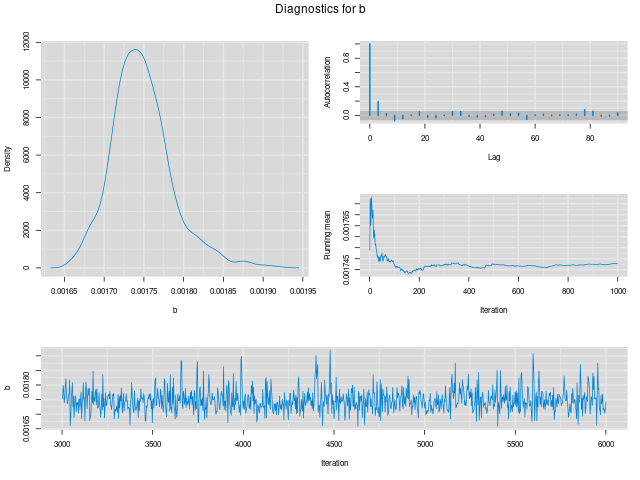 Diagnostics for b
Density
0 2000 4000 6000 8000 10000 12000
0.00165 0.00170 0.00175 0.00180 0.00185 0.00190 0.00195
b
Autocorrelation
0.0 0.4 0.8
0 20 40 60 80
Lag
Running mean
0.001745 0.001765
0 200 400 600 800 1000
Iteration
b
0.00165 0.00180
3000 3500 4000 4500 5000 5500 6000
Iteration